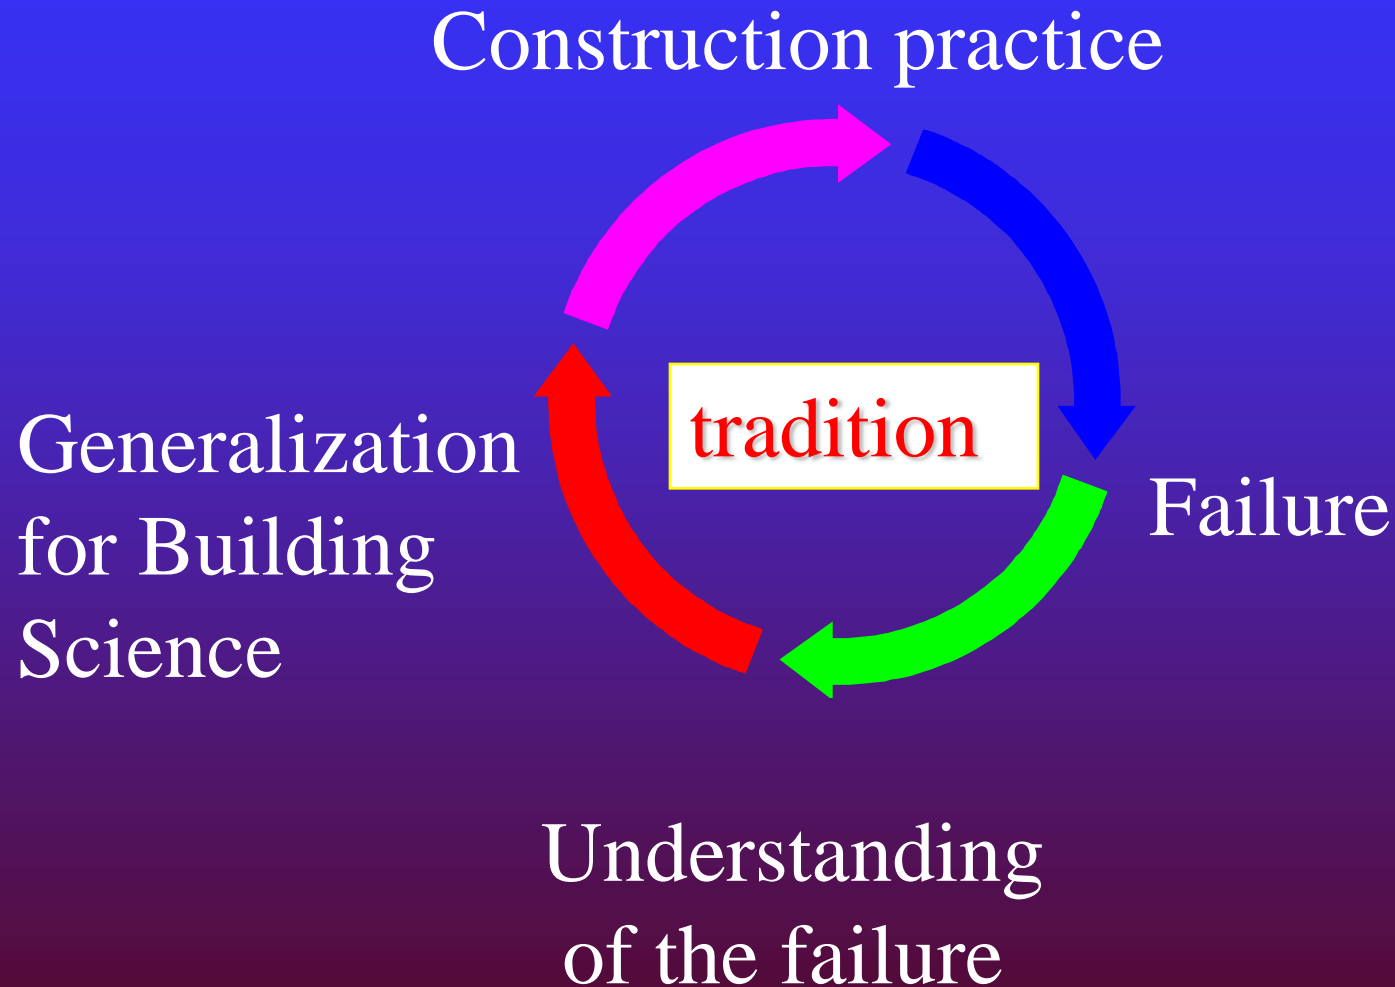 Construction practice
tradition
Generalization
for Building
Science
Failure
Understanding
of the failure